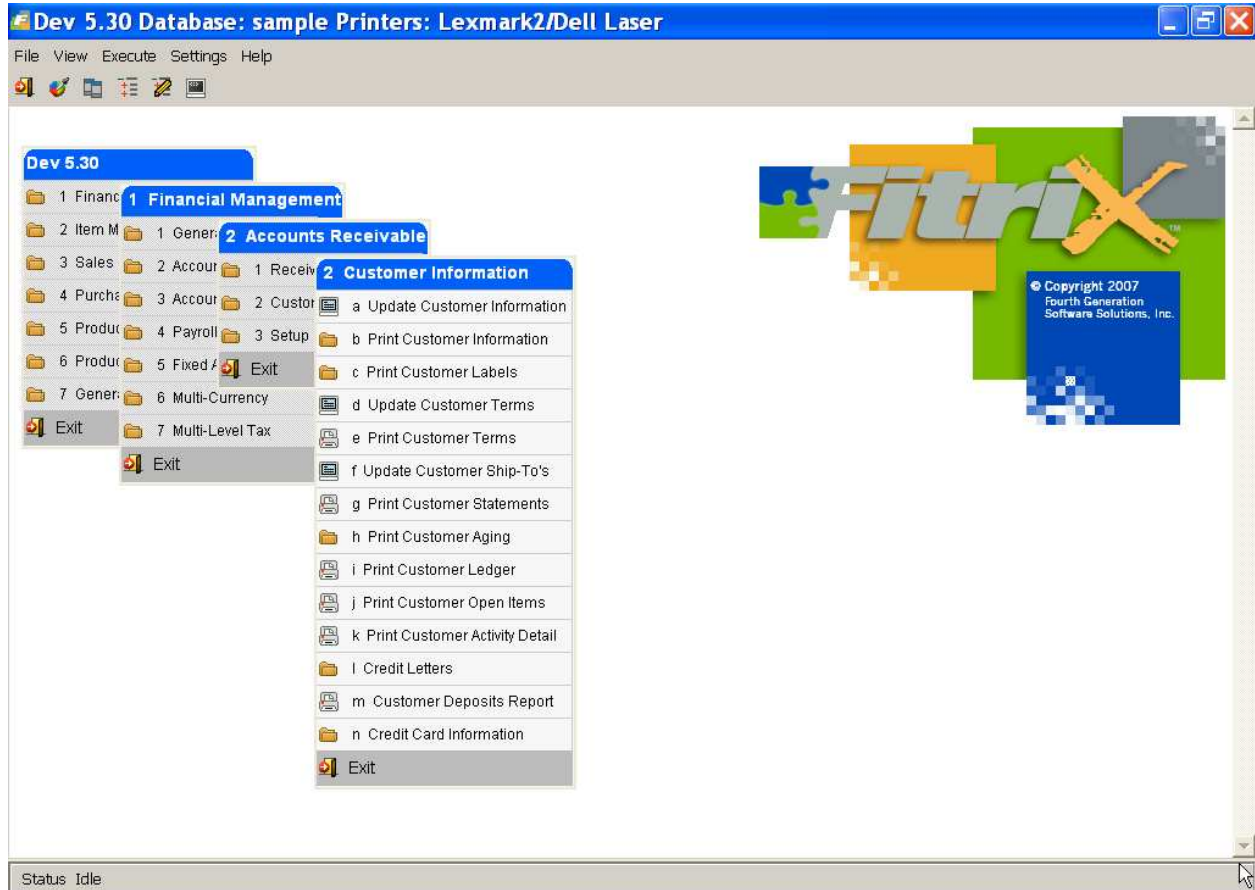 Dev 5.30 Database: sample Printers: Lexmark2/Dell Laser
File View Execute Settings Help
Dev 5.30
1 Financ
2 Item M
3 Sales
4 Purcha
5 Produc
6 Produc
7 Genera
Exit
1 Financial Management
1 Genera
2 Accoun
3 Accoun
4 Payroll
5 Fixed A
6 Multi-Currency
7 Multi-Level Tax
Exit
2 Accounts Receivable
1 Receiv
2 Custom
3 Setup
Exit
2 Customer Information
a Update Customer Information
b Print Customer Information
c Print Customer Labels
d Update Customer Terms
e Print Customer Terms
f Update Customer Ship-To's
g Print Customer Statements
h Print Customer Aging
i Print Customer Ledger
j Print Customer Open Items
k Print Customer Activity Detail
l Credit Letters
m Customer Deposits Report
n Credit Card Information
Exit
Fitrix™
© Copyright 2007
Fourth Generation
Software Solutions, Inc.
Status Idle